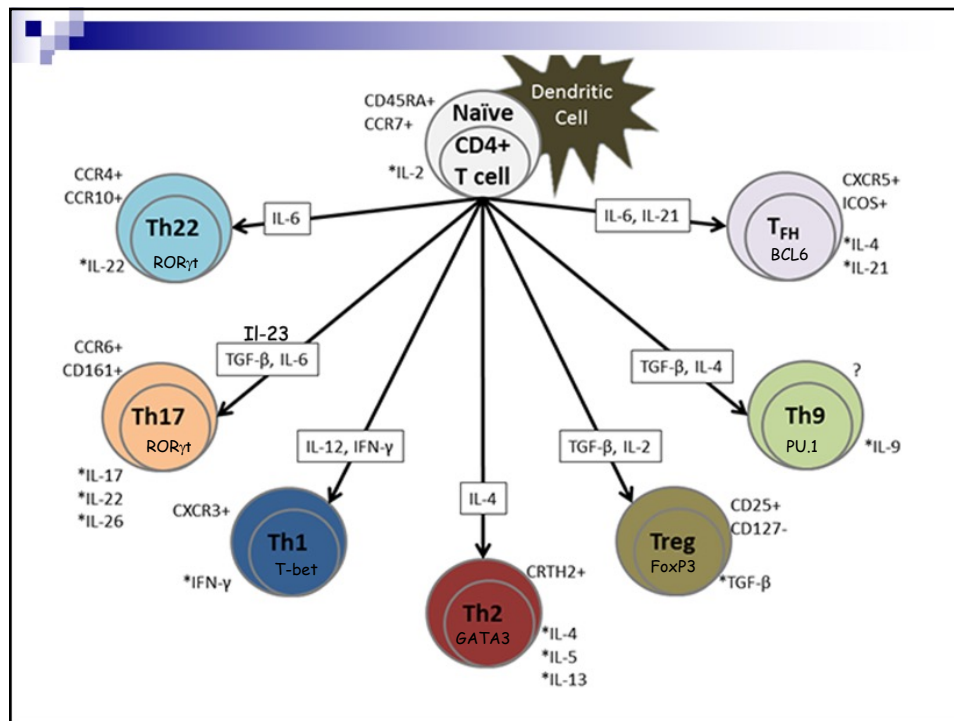 Dendritic
Cell
CD45RA+
CCR7+
*IL-2
Naïve
CD4+
T cell
CCR4+
CCR10+
*IL-22
Th22
RORγt
IL-6
IL-6, IL-21
TFH
BCL6
CXCR5+
ICOS+
*IL-4
*IL-21
CCR6+
CD161+
Th17
RORγt
*IL-17
*IL-22
*IL-26
Il-23
TGF-β, IL-6
TGF-β, IL-4
Th9
PU.1
?
*IL-9
IL-12, IFN-γ
CXCR3+
*IFN-γ
Th1
T-bet
IL-4
Th2
GATA3
CRTH2+
*IL-4
*IL-5
*IL-13
TGF-β, IL-2
Treg
FoxP3
CD25+
CD127-
*TGF-β